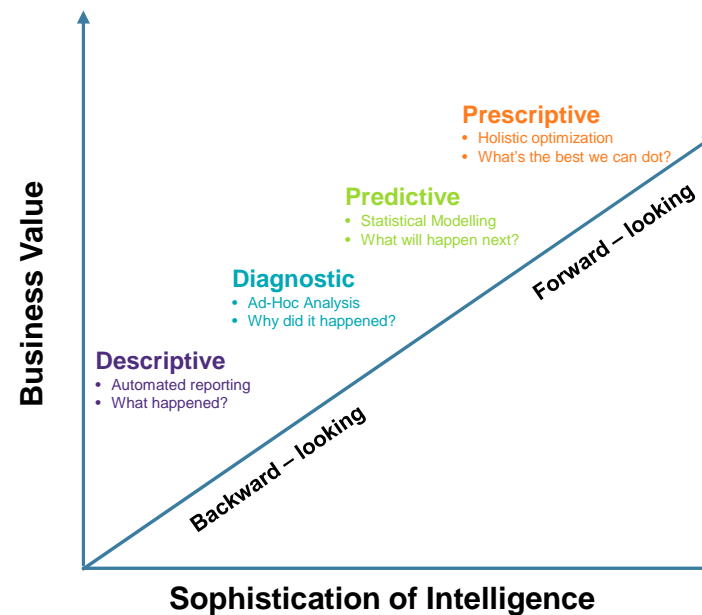 Prescriptive
• Holistic optimization
• What's the best we can dot?
Predictive
• Statistical Modelling
• What will happen next?
Diagnostic
• Ad-Hoc Analysis
• Why did it happened?
Descriptive
• Automated reporting
• What happened?
Forward – looking
Backward – looking
Business Value
Sophistication of Intelligence